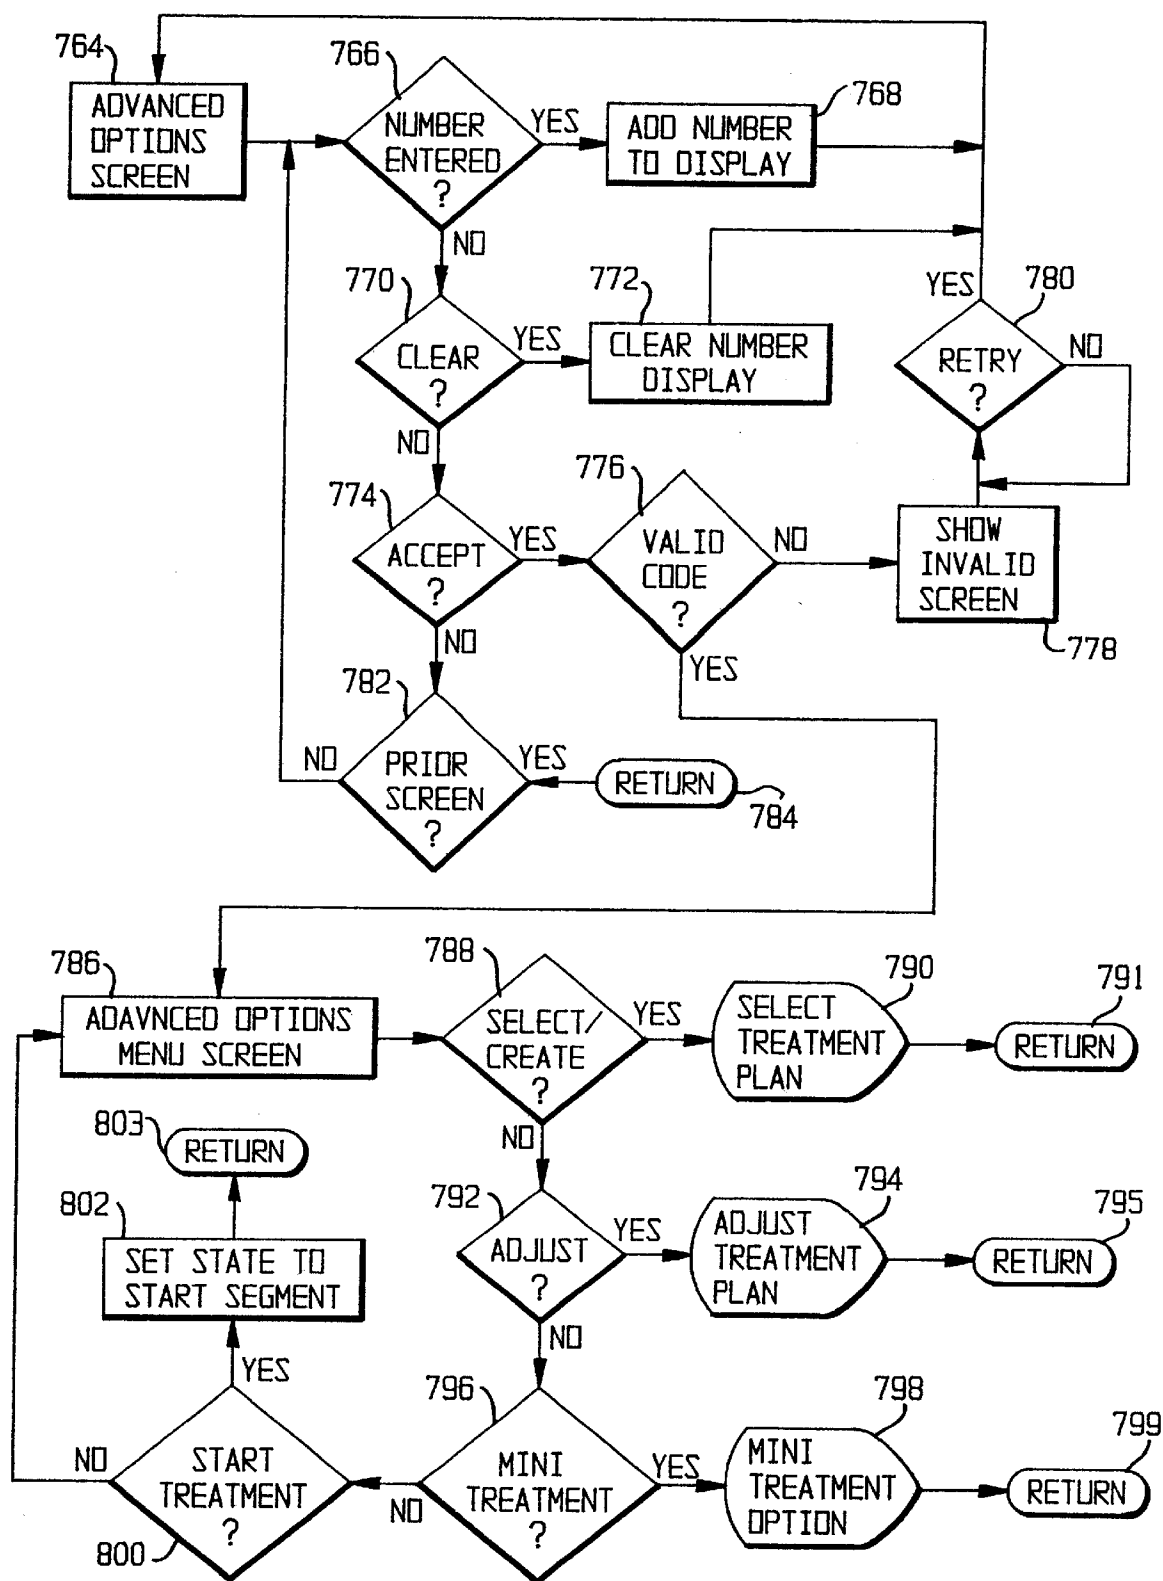 764
ADVANCED
OPTIONS
SCREEN
766
NUMBER
ENTERED
?
YES
768
ADD NUMBER
TO DISPLAY
NO
770
CLEAR
?
YES
772
CLEAR NUMBER
DISPLAY
YES
780
RETRY
?
NO
NO
774
ACCEPT
?
YES
776
VALID
CODE
?
NO
SHOW
INVALID
SCREEN
778
NO
YES
782
PRIOR
SCREEN
?
NO
YES
RETURN
784
786
ADAVNCED OPTIONS
MENU SCREEN
788
SELECT/
CREATE
?
YES
790
SELECT
TREATMENT
PLAN
791
RETURN
NO
803
RETURN
802
SET STATE TO
START SEGMENT
792
ADJUST
?
YES
794
ADJUST
TREATMENT
PLAN
795
RETURN
NO
YES
796
MINI
TREATMENT
?
YES
798
MINI
TREATMENT
OPTION
799
RETURN
NO
START
TREATMENT
?
NO
800